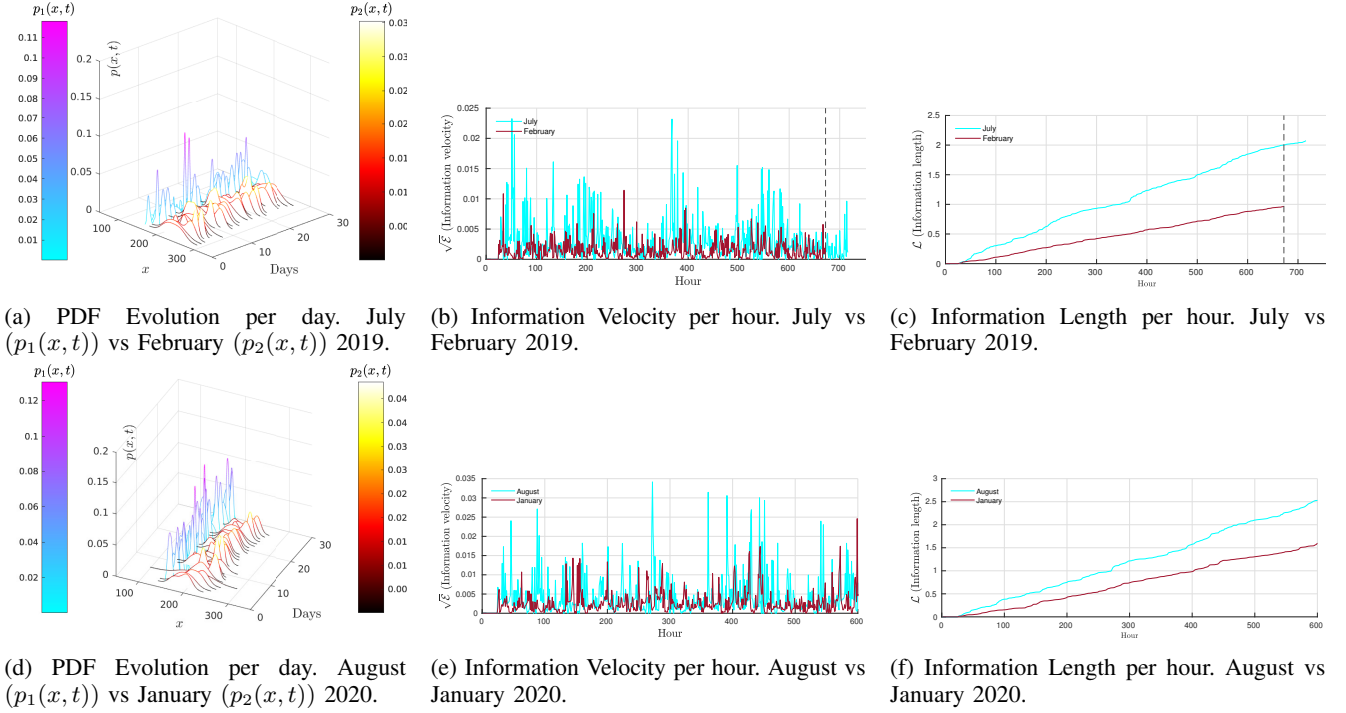 p₁(x,t)
0.11
0.1
0.09
0.08
0.07
0.06
0.05
0.04
0.03
0.02
0.01
p(x,t)
0.2
0.15
0.1
0.05
0
100
200
300
x
0
10
20
30
Days
p₂(x,t)
0.03
0.02
0.02
0.01
0.01
0.00
√ℰ (Information velocity)
0.025
0.02
0.015
0.01
0.005
0
July
February
0 100 200 300 400 500 600 700
Hour
ℒ (Information length)
2.5
2
1.5
1
0.5
0
July
February
0 100 200 300 400 500 600 700
Hour
(a) PDF Evolution per day. July
(p₁(x,t)) vs February (p₂(x,t)) 2019.
(b) Information Velocity per hour. July vs
February 2019.
(c) Information Length per hour. July vs
February 2019.
p₁(x,t)
0.12
0.1
0.08
0.06
0.04
0.02
p(x,t)
0.2
0.15
0.1
0.05
0
100
200
300
x
0
10
20
30
Days
p₂(x,t)
0.04
0.04
0.03
0.03
0.02
0.02
0.01
0.01
0.00
√ℰ (Information velocity)
0.035
0.03
0.025
0.02
0.015
0.01
0.005
0
August
January
0 100 200 300 400 500 600
Hour
ℒ (Information length)
3
2.5
2
1.5
1
0.5
0
August
January
0 100 200 300 400 500 600
Hour
(d) PDF Evolution per day. August
(p₁(x,t)) vs January (p₂(x,t)) 2020.
(e) Information Velocity per hour. August vs
January 2020.
(f) Information Length per hour. August vs
January 2020.